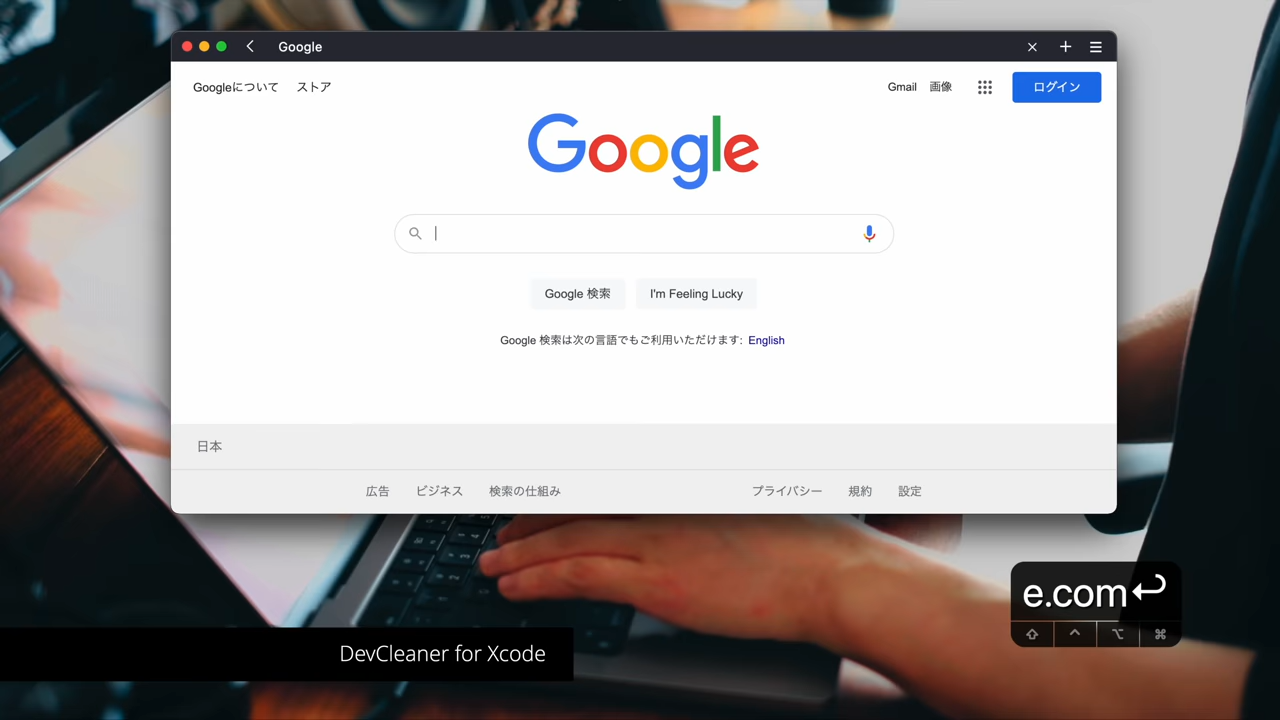 Google
Googleについて ストア
Gmail 画像 ログイン
Google
Google 検索 I'm Feeling Lucky
Google 検索は次の言語でもご利用いただけます: English
日本
広告 ビジネス 検索の仕組み プライバシー 規約 設定
e.com
DevCleaner for Xcode